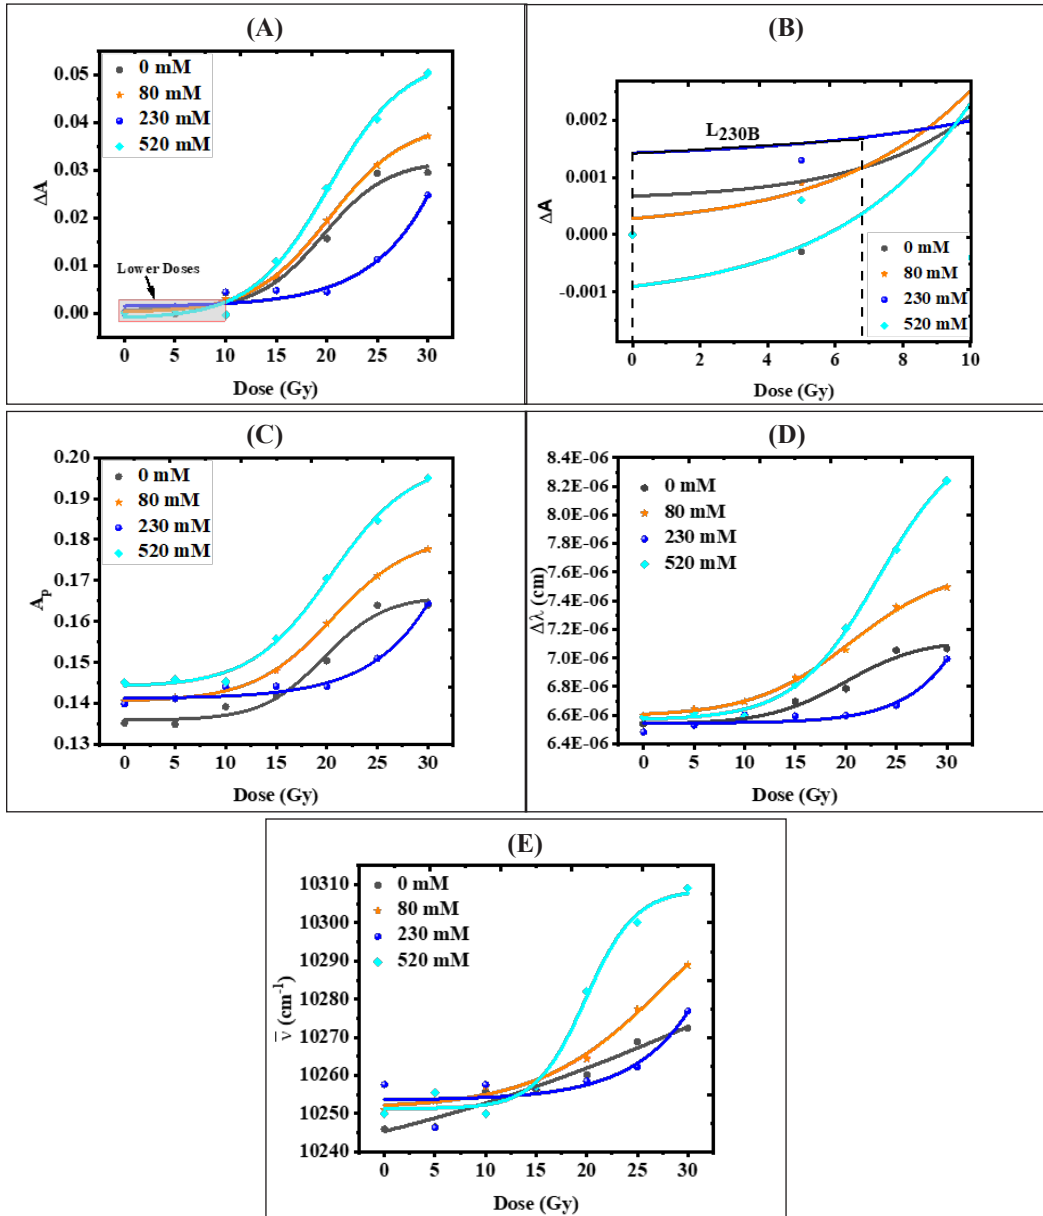 (A)
0 mM
80 mM
230 mM
520 mM
Lower Doses
ΔA
0.05
0.04
0.03
0.02
0.01
0.00
0 5 10 15 20 25 30
Dose (Gy)
(B)
L230B
ΔA
0.002
0.001
0.000
-0.001
0 mM
80 mM
230 mM
520 mM
0 2 4 6 8 10
Dose (Gy)
(C)
0 mM
80 mM
230 mM
520 mM
Ap
0.20
0.19
0.18
0.17
0.16
0.15
0.14
0.13
0 5 10 15 20 25 30
Dose (Gy)
(D)
0 mM
80 mM
230 mM
520 mM
Δλ (cm)
8.4E-06
8.2E-06
8.0E-06
7.8E-06
7.6E-06
7.4E-06
7.2E-06
7.0E-06
6.8E-06
6.6E-06
6.4E-06
0 5 10 15 20 25 30
Dose (Gy)
(E)
0 mM
80 mM
230 mM
520 mM
ν̄ (cm⁻¹)
10310
10300
10290
10280
10270
10260
10250
10240
0 5 10 15 20 25 30
Dose (Gy)